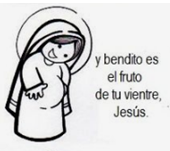 y bendito es
el fruto
de tu vientre,
Jesús.